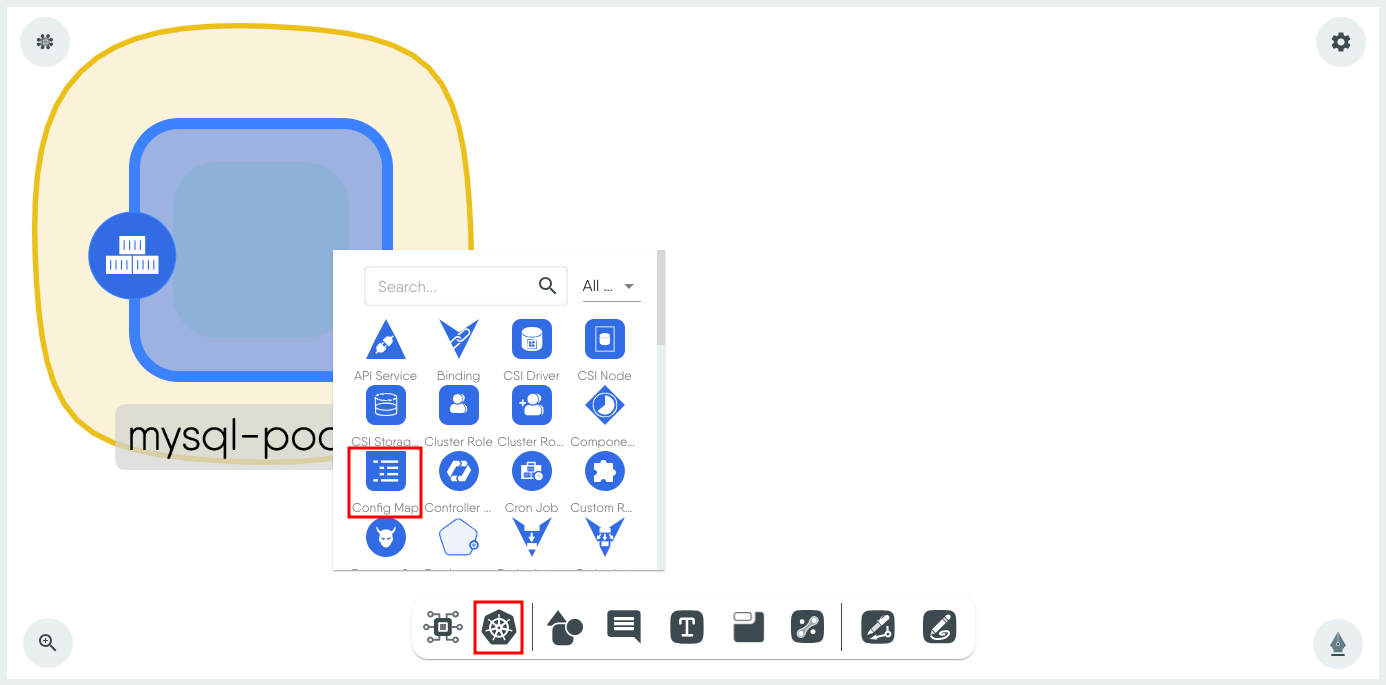 Search...
All ...
API Service
Binding
CSI Driver
CSI Node
CSI Storag...
Cluster Role
Cluster Ro...
Compone...
Config Map
Controller ...
Cron Job
Custom R...
mysql-poc
T